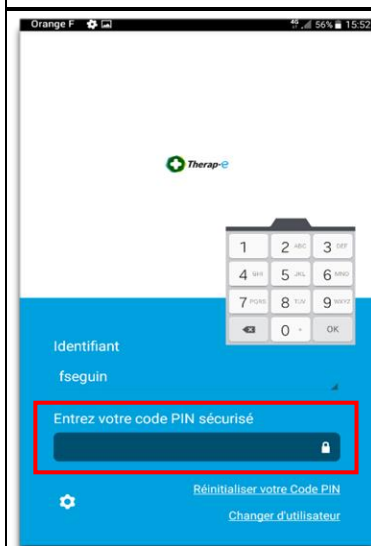 Orange F 4G 56% 15:52
Therap-e
1 2 ABC 3 DEF
4 GHI 5 JKL 6 MNO
7 PQRS 8 TUV 9 WXYZ
0 OK
Identifiant
fseguin
Entrez votre code PIN sécurisé
Réinitialiser votre Code PIN
Changer d'utilisateur